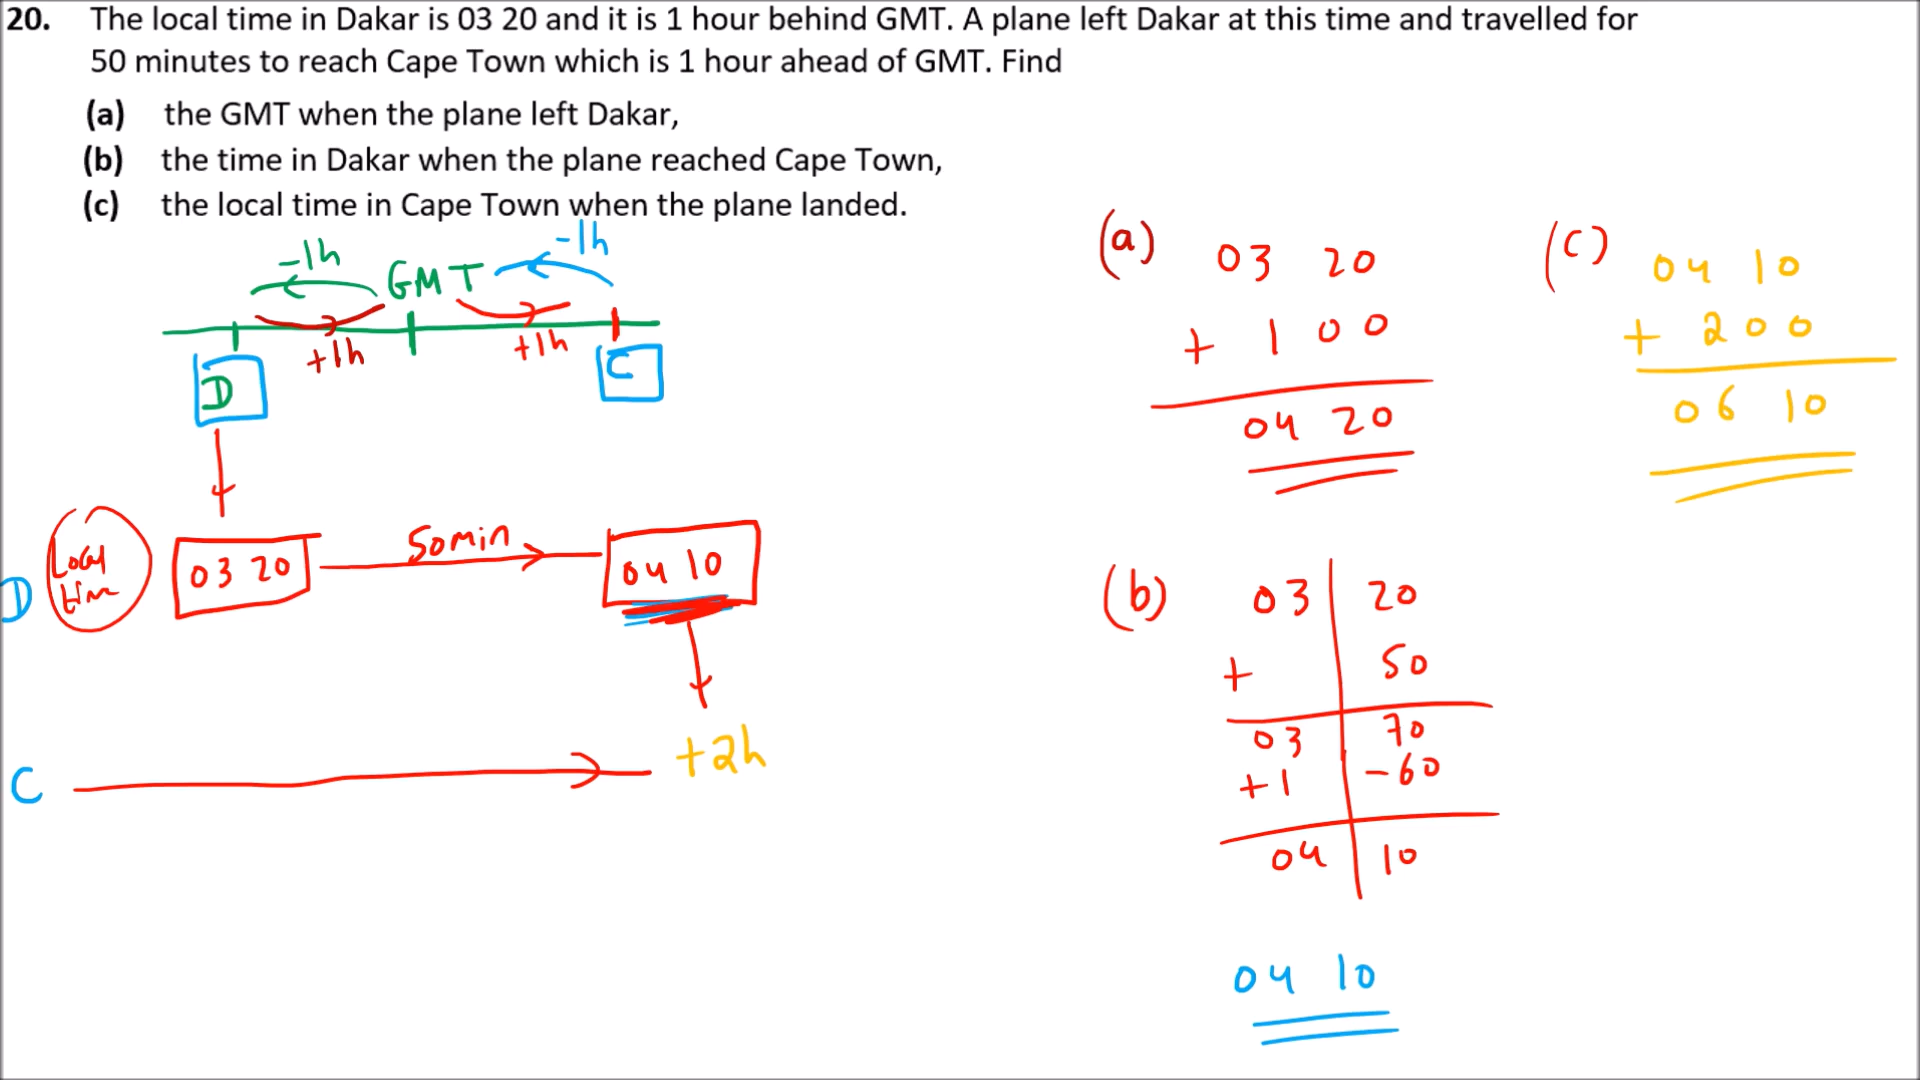 20. The local time in Dakar is 03 20 and it is 1 hour behind GMT. A plane left Dakar at this time and travelled for
50 minutes to reach Cape Town which is 1 hour ahead of GMT. Find
(a) the GMT when the plane left Dakar,
(b) the time in Dakar when the plane reached Cape Town,
(c) the local time in Cape Town when the plane landed.
-1h GMT -1h
+1h +1h
D C
D Local time 03 20 50min 04 10
C +2h
(a) 03 20
+ 1 00
04 20
(c) 04 10
+ 2 00
06 10
(b) 03 20
+ 50
03 70
+1 -60
04 10
04 10